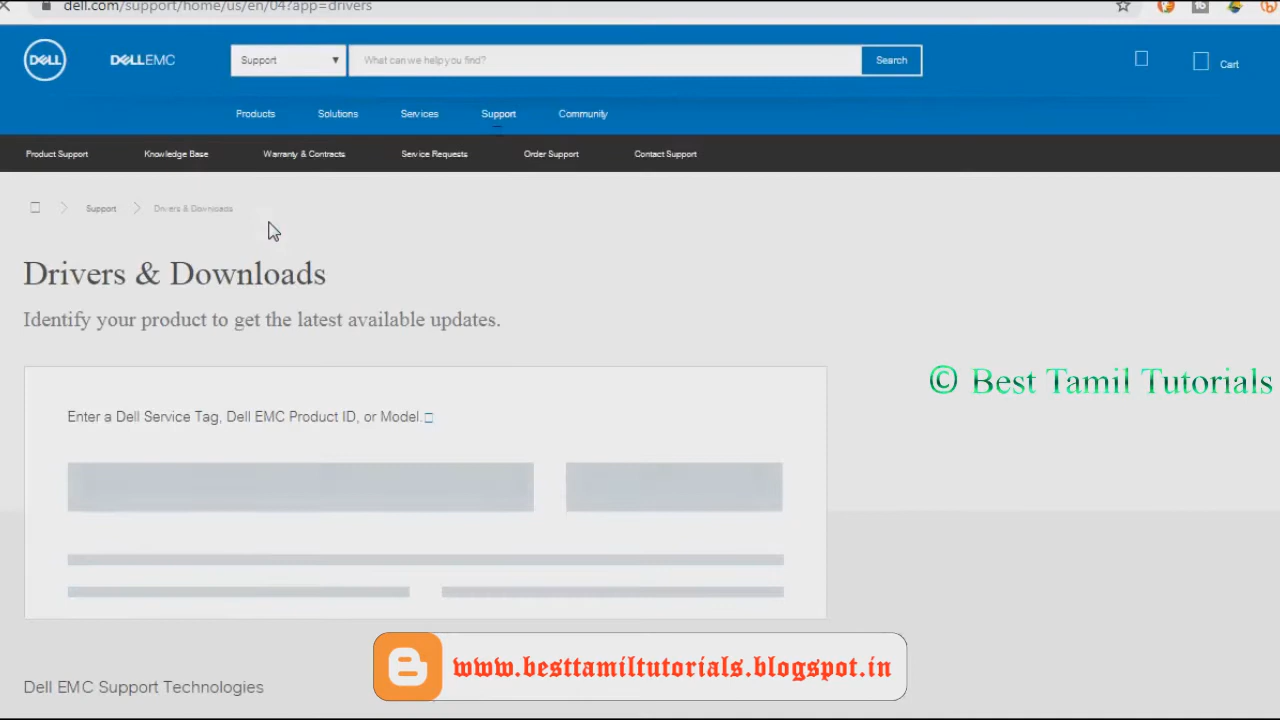 dell.com/support/home/us/en/04?app=drivers
DELL
DELLEMC
Support
What can we help you find?
Search
Cart
Products
Solutions
Services
Support
Community
Product Support
Knowledge Base
Warranty & Contracts
Service Requests
Order Support
Contact Support
Support
Drivers & Downloads
Drivers & Downloads
Identify your product to get the latest available updates.
Enter a Dell Service Tag, Dell EMC Product ID, or Model.
© Best Tamil Tutorials
www.besttamiltutorials.blogspot.in
Dell EMC Support Technologies